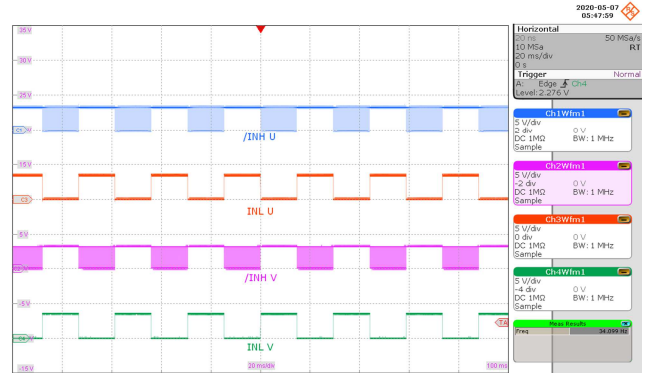 2020-05-07
05:47:59
35 V
Horizontal
20 ns 50 MSa/s
10 MSa RT
20 ms/div
0 s
30 V
Trigger Normal
A: Edge Ch4
Level: 2.276 V
25 V
Ch1Wfm1
5 V/div
2 div 0 V
DC 1MΩ BW: 1 MHz
Sample
C1
/INH U
15 V
Ch2Wfm1
5 V/div
-2 div 0 V
DC 1MΩ BW: 1 MHz
Sample
C3
INL U
Ch3Wfm1
5 V/div
0 div 0 V
DC 1MΩ BW: 1 MHz
Sample
5 V
/INH V
Ch4Wfm1
5 V/div
-4 div 0 V
DC 1MΩ BW: 1 MHz
Sample
-5 V
TA
Meas Results
Freq 34.099 Hz
INL V
-15 V
20 ms/div
100 ms